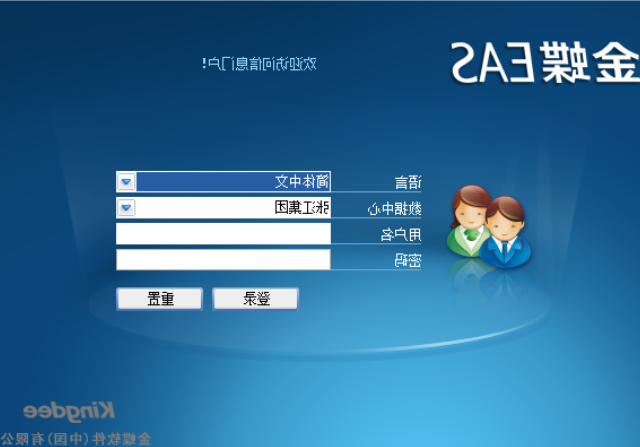 金蝶EAS
欢迎访问信息门户!
语言 简体中文
数据中心 张江集团
用户名
密码
登录 重置
Kingdee
金蝶软件(中国)有限公